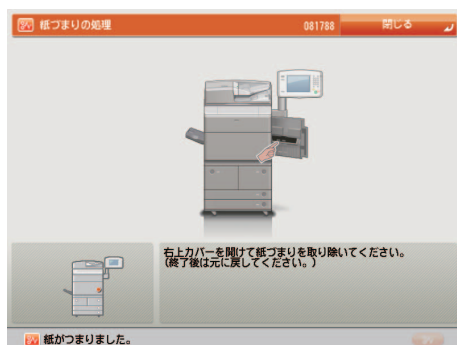 紙づまりの処理
081788
閉じる
右上カバーを開けて紙づまりを取り除いてください。
(終了後は元に戻してください。)
紙がつまりました。